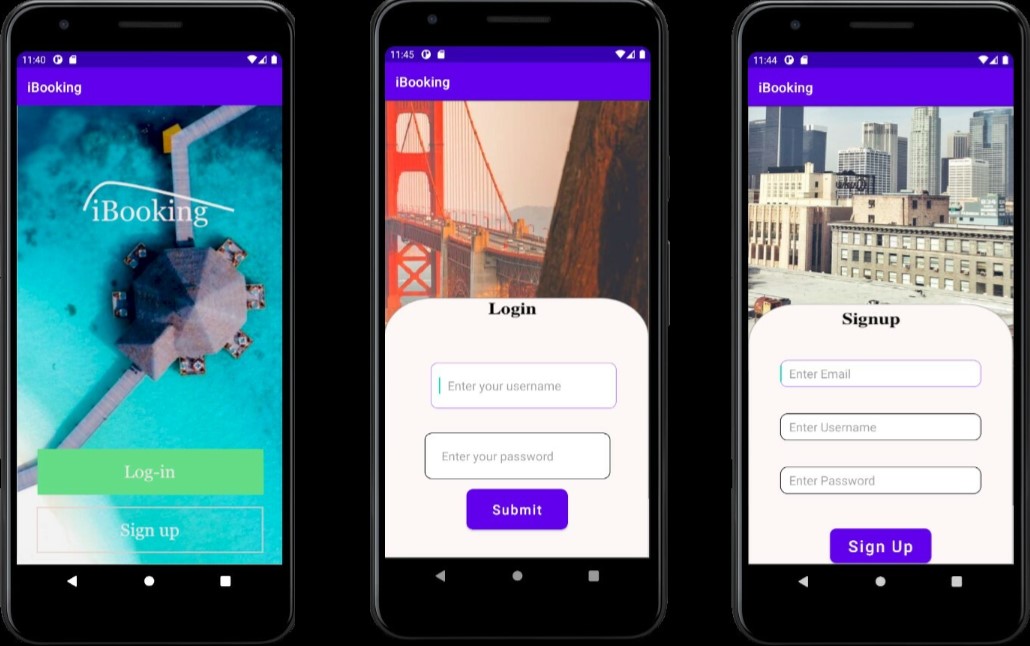 11:40
iBooking
iBooking
Log-in
Sign up
11:45
iBooking
Login
Enter your username
Enter your password
Submit
11:44
iBooking
Signup
Enter Email
Enter Username
Enter Password
Sign Up